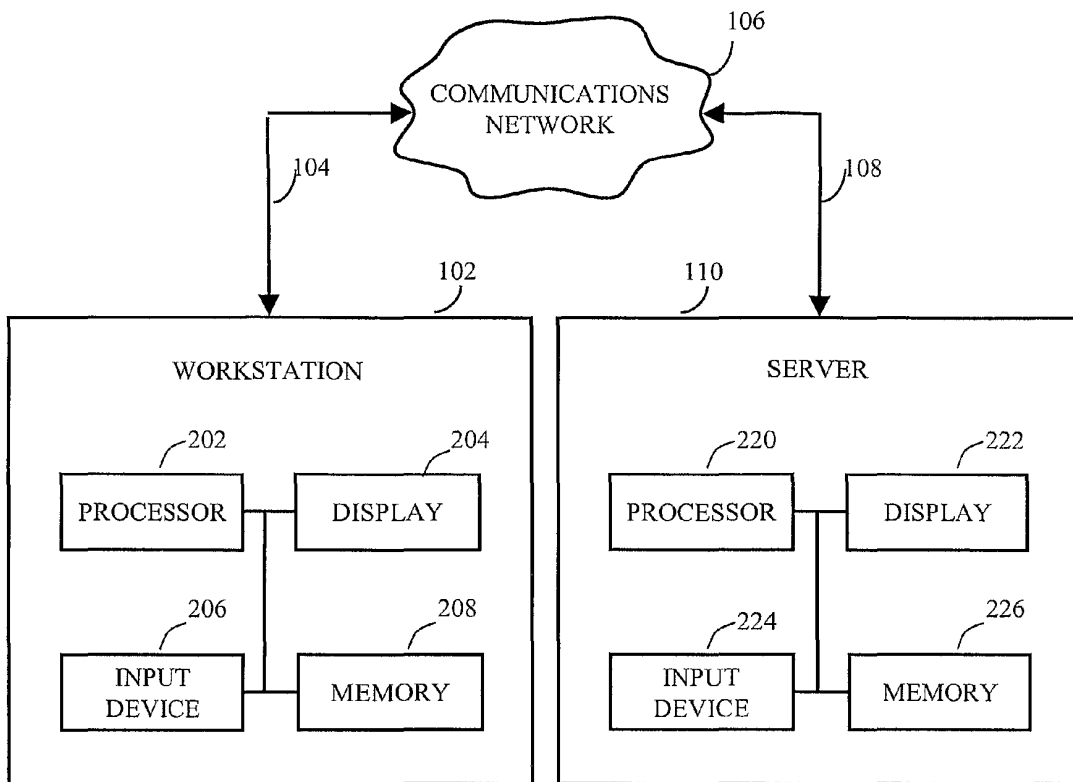 106
COMMUNICATIONS
NETWORK
104
108
102
110
WORKSTATION
SERVER
202
204
220
222
PROCESSOR
DISPLAY
PROCESSOR
DISPLAY
206
208
224
226
INPUT
DEVICE
MEMORY
INPUT
DEVICE
MEMORY